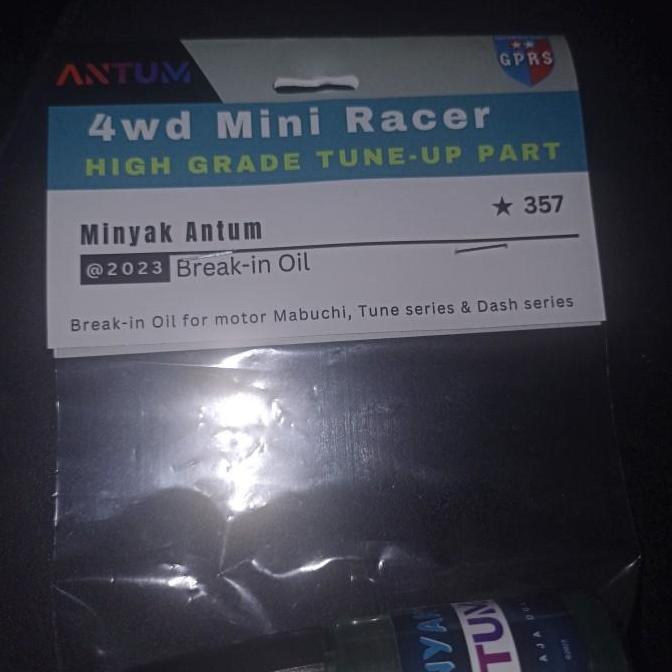 ANTUM
GPRS
4wd Mini Racer
HIGH GRADE TUNE-UP PART
★ 357
Minyak Antum
@2023 Break-in Oil
Break-in Oil for motor Mabuchi, Tune series & Dash series